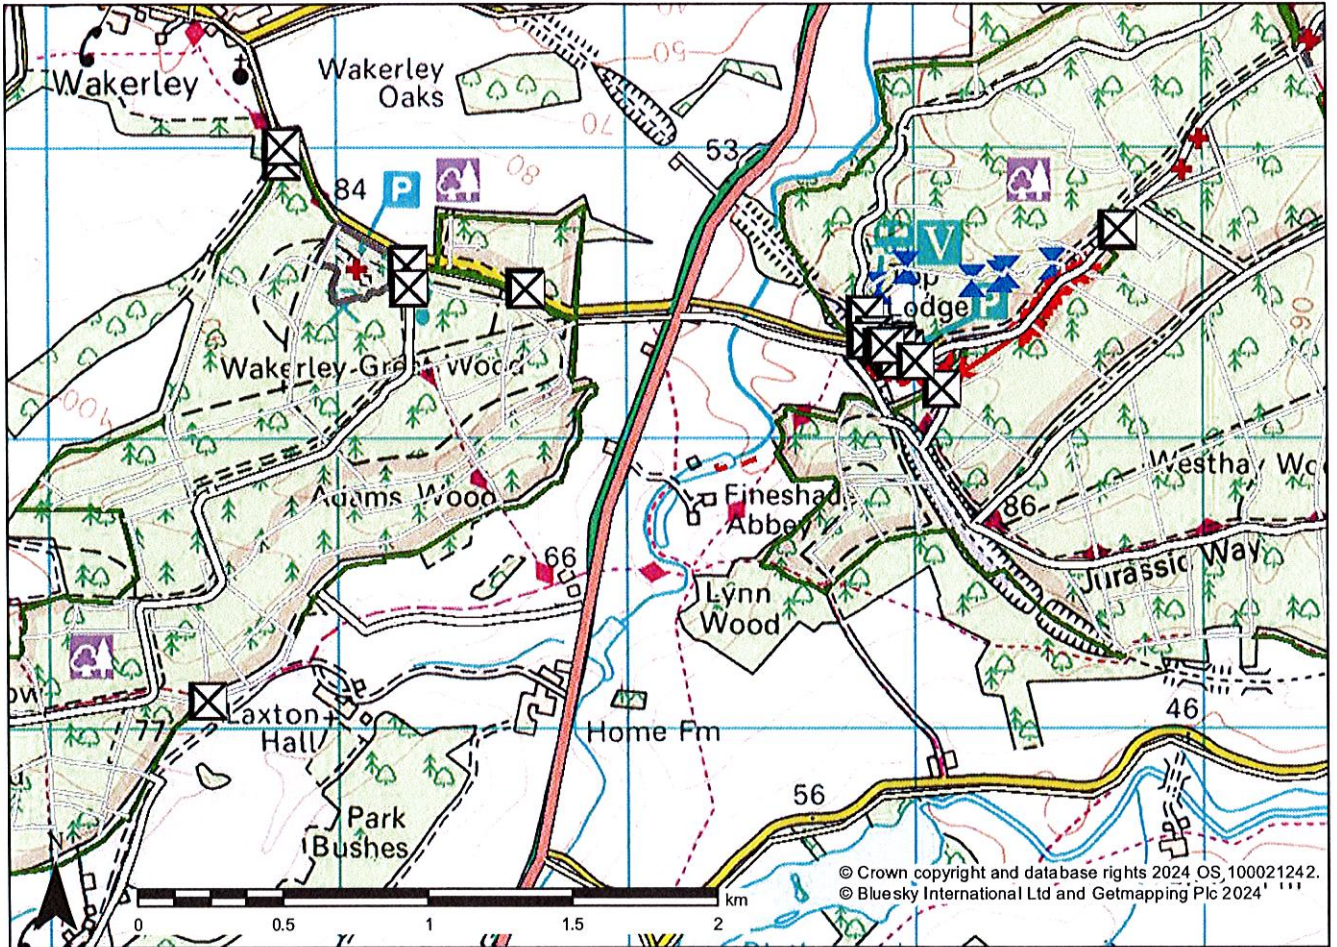 Wakerley
Wakerley
Oaks
40
50
70
80
53
84
P
V
Lodge
P
90
Wakerley Great Wood
100
Westhay
Adams Wood
Fineshade
Abbey
86
66
Jurassic Way
Lynn
Wood
77
Laxton
Hall
Home Fm
46
56
Park
Bushes
N
0
0.5
1
1.5
2
km
© Crown copyright and database rights 2024 OS 100021242.
© Bluesky International Ltd and Getmapping Plc 2024